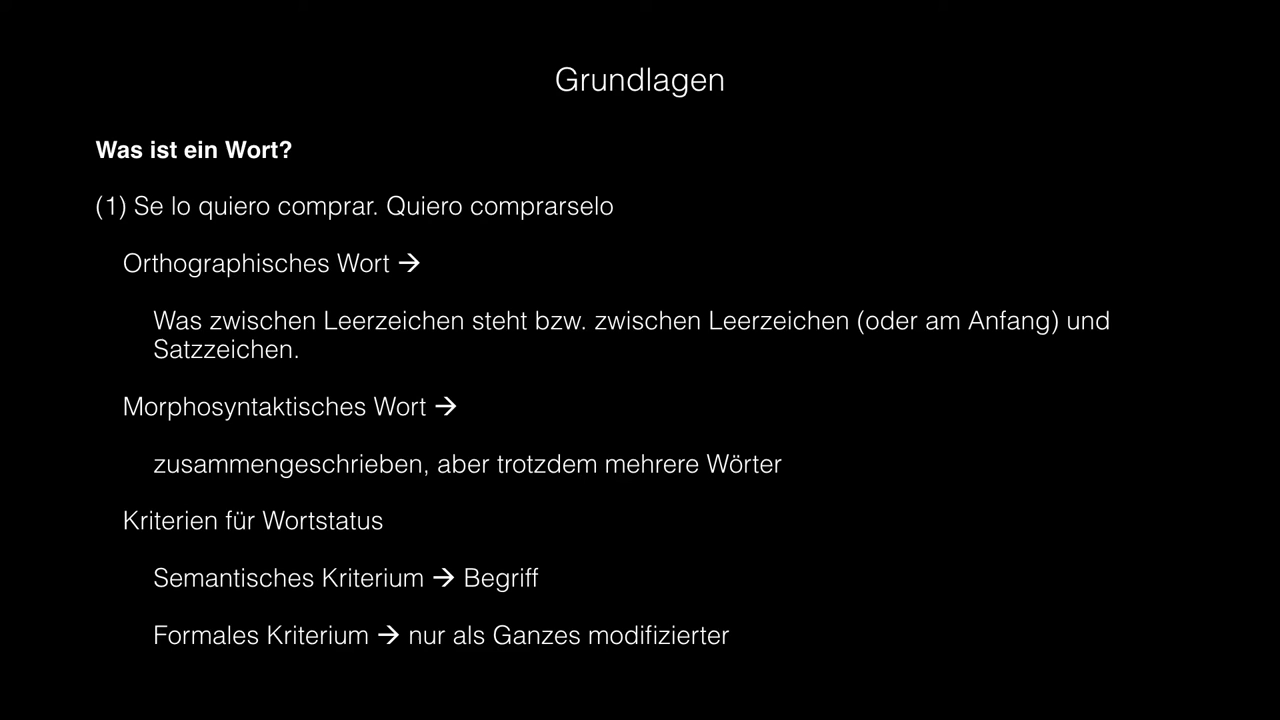 Grundlagen
Was ist ein Wort?
(1) Se lo quiero comprar. Quiero comprarselo
Orthographisches Wort →
Was zwischen Leerzeichen steht bzw. zwischen Leerzeichen (oder am Anfang) und
Satzzeichen.
Morphosyntaktisches Wort →
zusammengeschrieben, aber trotzdem mehrere Wörter
Kriterien für Wortstatus
Semantisches Kriterium → Begriff
Formales Kriterium → nur als Ganzes modifizierter